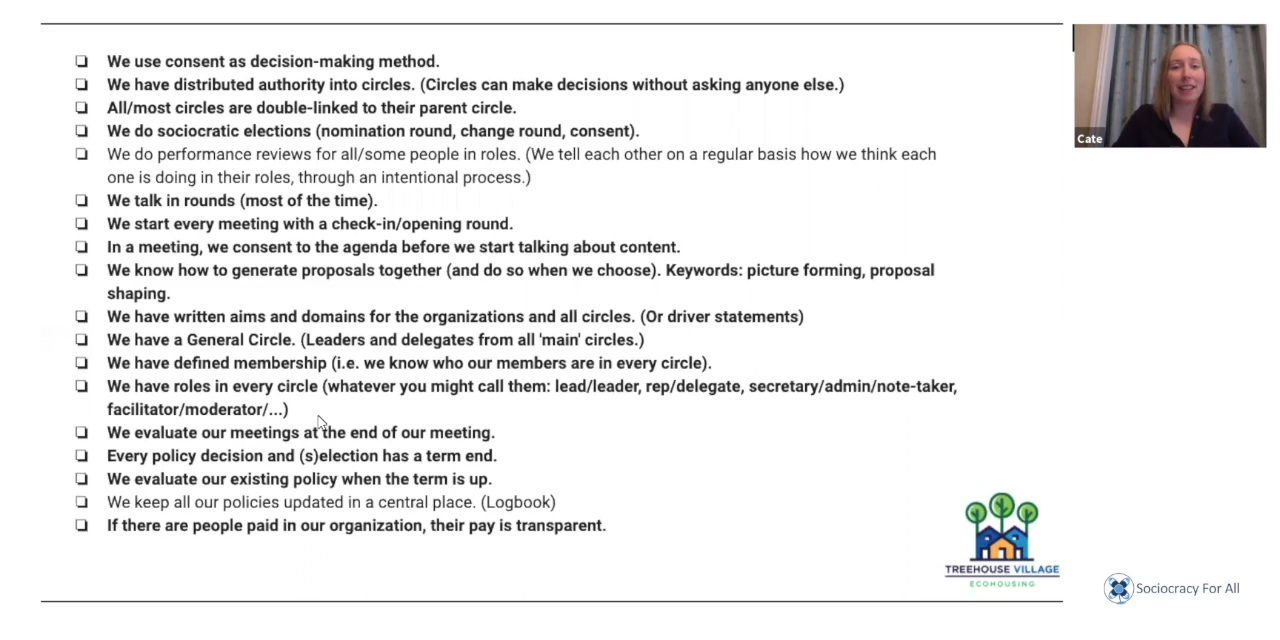 We use consent as decision-making method.
We have distributed authority into circles. (Circles can make decisions without asking anyone else.)
All/most circles are double-linked to their parent circle.
We do sociocratic elections (nomination round, change round, consent).
We do performance reviews for all/some people in roles. (We tell each other on a regular basis how we think each
one is doing in their roles, through an intentional process.)
We talk in rounds (most of the time).
We start every meeting with a check-in/opening round.
In a meeting, we consent to the agenda before we start talking about content.
We know how to generate proposals together (and do so when we choose). Keywords: picture forming, proposal
shaping.
We have written aims and domains for the organizations and all circles. (Or driver statements)
We have a General Circle. (Leaders and delegates from all 'main' circles.)
We have defined membership (i.e. we know who our members are in every circle).
We have roles in every circle (whatever you might call them: lead/leader, rep/delegate, secretary/admin/note-taker,
facilitator/moderator/...)
We evaluate our meetings at the end of our meeting.
Every policy decision and (s)election has a term end.
We evaluate our existing policy when the term is up.
We keep all our policies updated in a central place. (Logbook)
If there are people paid in our organization, their pay is transparent.
Cate
TREEHOUSE VILLAGE
ECOHOUSING
Sociocracy For All